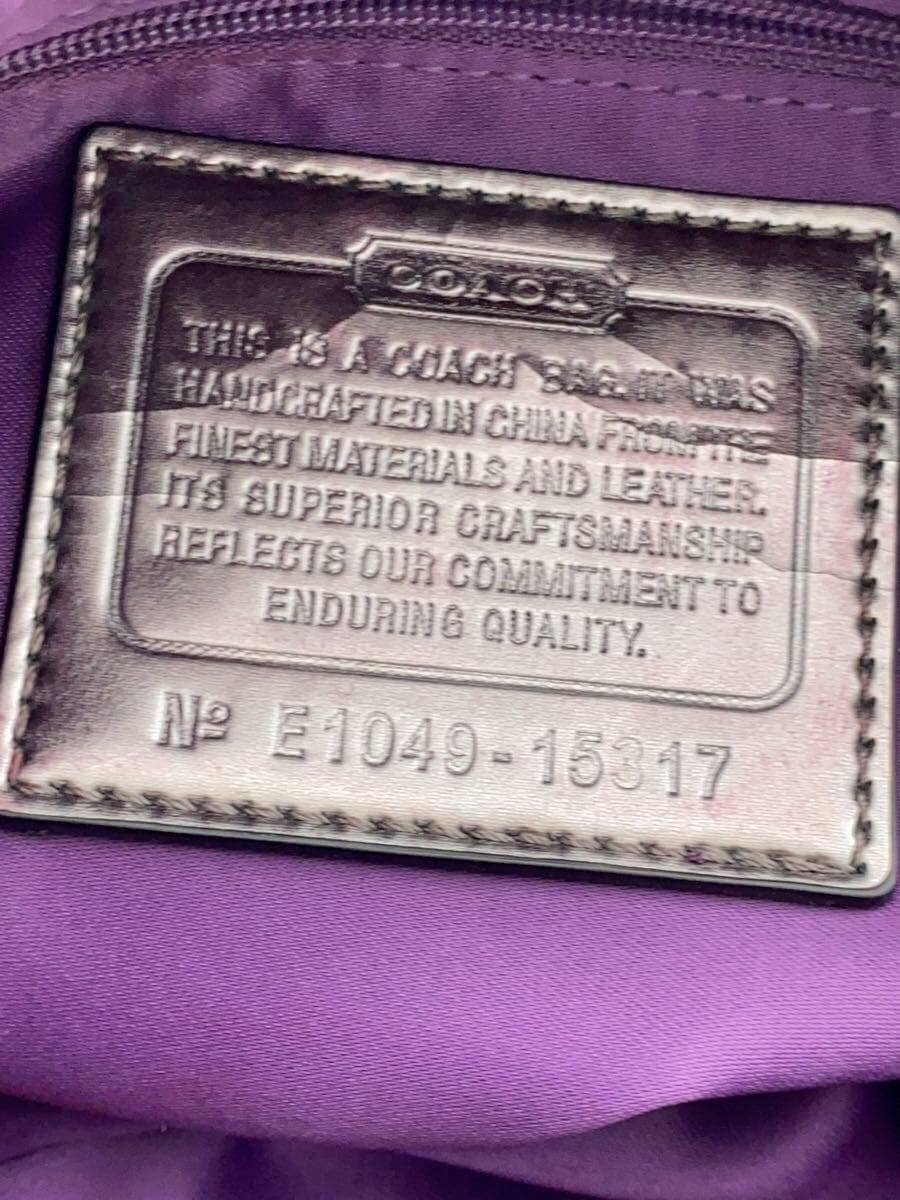 COACH
THIS IS A COACH BAG. IT WAS
HANDCRAFTED IN CHINA FROM THE
FINEST MATERIALS AND LEATHER.
ITS SUPERIOR CRAFTSMANSHIP
REFLECTS OUR COMMITMENT TO
ENDURING QUALITY.
Nº E1049-15317